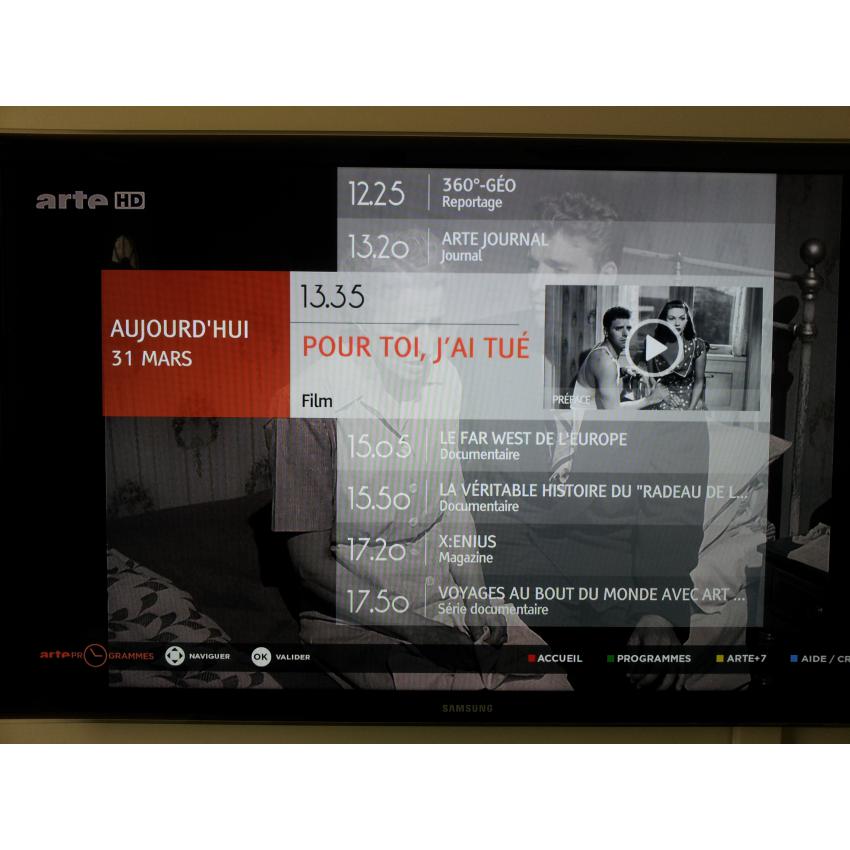 arte HD
12.25 360°-GÉO
Reportage
13.20 ARTE JOURNAL
Journal
AUJOURD'HUI
31 MARS
13.35
POUR TOI, J'AI TUÉ
Film
PRÉFACE
15.05 LE FAR WEST DE L'EUROPE
Documentaire
15.50 LA VÉRITABLE HISTOIRE DU "RADEAU DE L...
Documentaire
17.20 X:ENIUS
Magazine
17.50 VOYAGES AU BOUT DU MONDE AVEC ART ...
Série documentaire
arte PROGRAMMES NAVIGUER OK VALIDER ACCUEIL PROGRAMMES ARTE+7 AIDE / CR
SAMSUNG